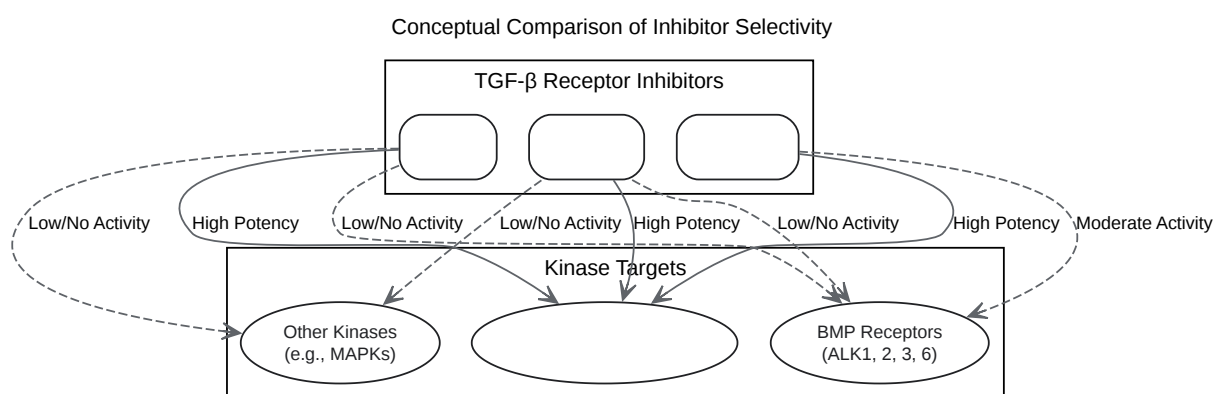 Conceptual Comparison of Inhibitor Selectivity
TGF-β Receptor Inhibitors
Low/No Activity
High Potency
Low/No Activity
Low/No Activity
High Potency
Low/No Activity
High Potency
Moderate Activity
Kinase Targets
Other Kinases
(e.g., MAPKs)
BMP Receptors
(ALK1, 2, 3, 6)